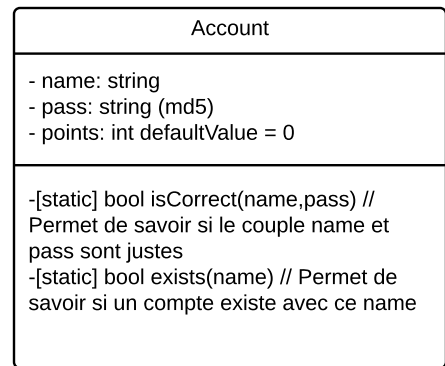 Account
- name: string
- pass: string (md5)
- points: int defaultValue = 0
-[static] bool isCorrect(name,pass) //
Permet de savoir si le couple name et
pass sont justes
-[static] bool exists(name) // Permet de
savoir si un compte existe avec ce name